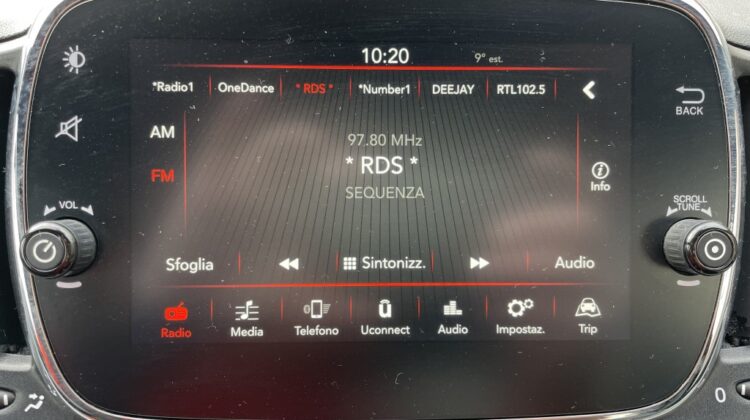 10:20 9° est.
*Radio1 OneDance * RDS * *Number1 DEEJAY RTL102.5
AM
FM
97.80 MHz
* RDS *
SEQUENZA
Info
BACK
VOL
SCROLL
TUNE
Sfoglia Sintonizz. Audio
Radio Media Telefono Uconnect Audio Impostaz. Trip
0